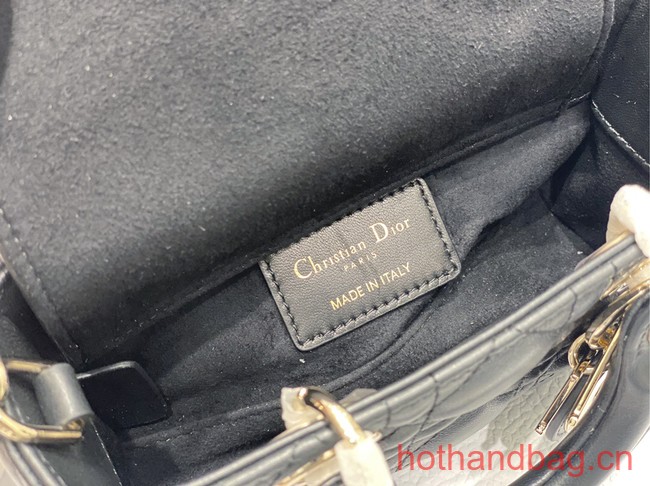 Christian Dior
PARIS
MADE IN ITALY
hothandbag.cn